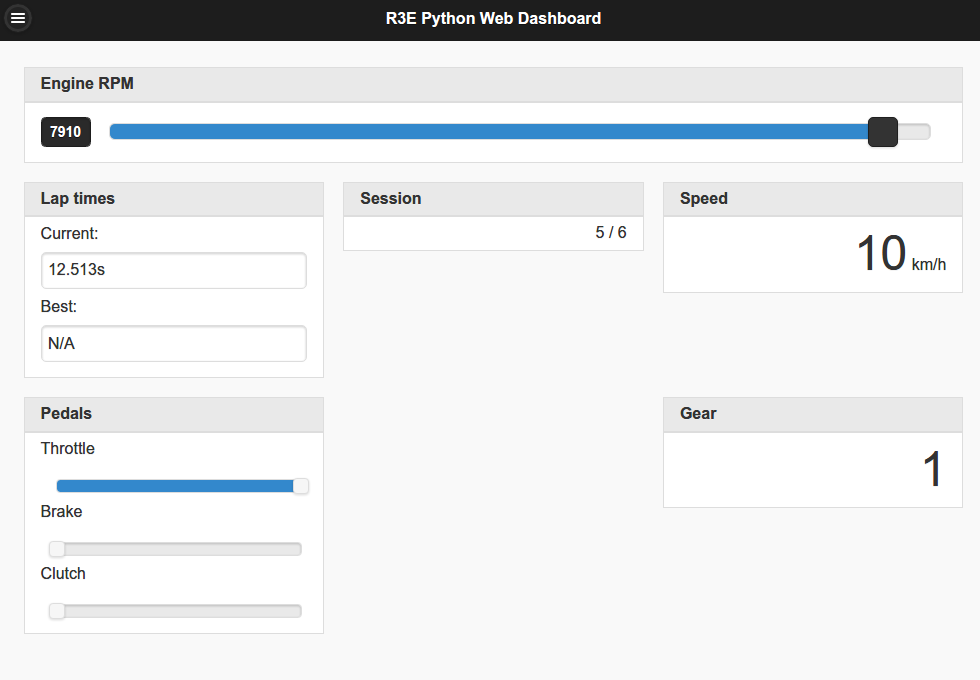 R3E Python Web Dashboard
Engine RPM
7910
Lap times
Current:
12.513s
Best:
N/A
Session
5 / 6
Speed
10 km/h
Pedals
Throttle
Brake
Clutch
Gear
1